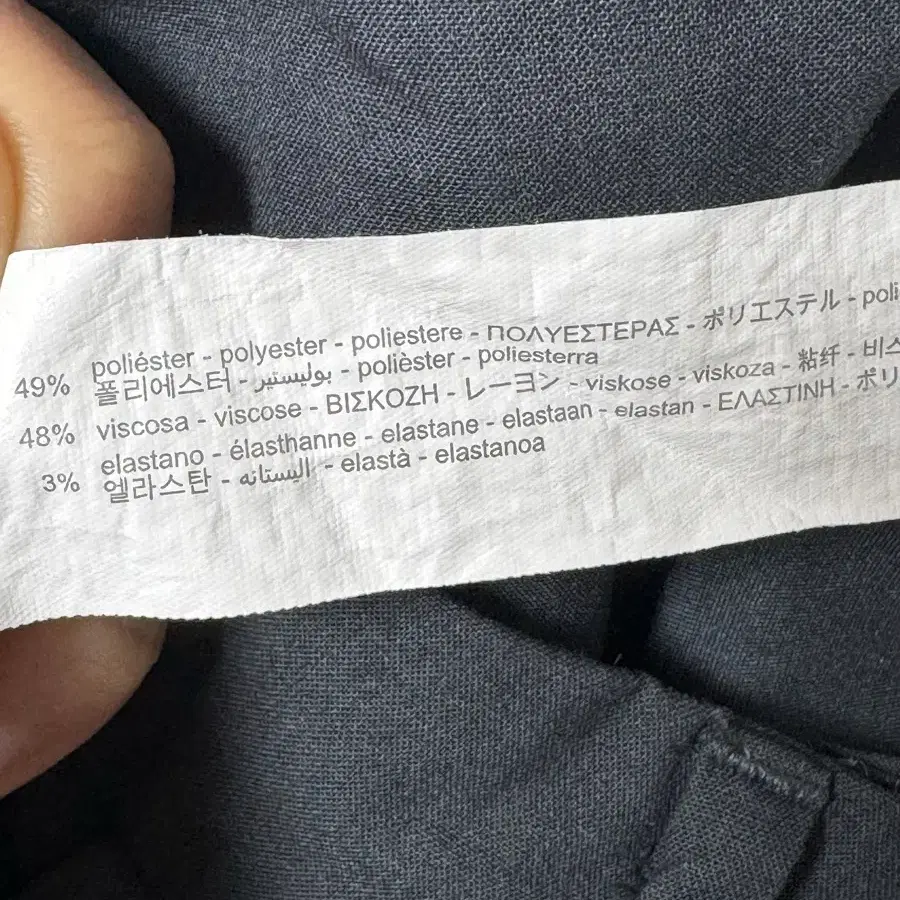 49% poliéster - polyester - poliestere - ΠΟΛΥΕΣΤΕΡΑΣ - ポリエステル - poli
폴리에스터 - بوليستير - polièster - poliesterra
48% viscosa - viscose - ΒΙΣΚΟΖΗ - レーヨン - viskose - viskoza - 粘纤 - 비스
3% elastano - élasthanne - elastane - elastaan - elastan - ΕΛΑΣΤΙΝΗ - ポリ
엘라스탄 - اليستانه - elastà - elastanoa